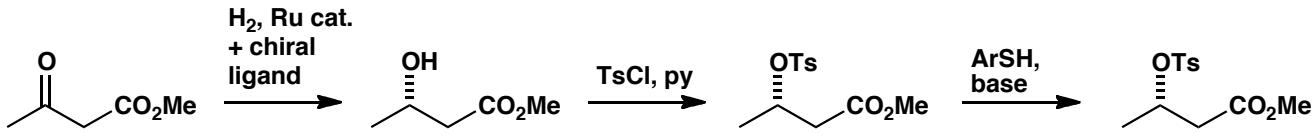 O
CO₂Me
H₂, Ru cat.
+ chiral
ligand
OH
CO₂Me
TsCl, py
OTs
CO₂Me
ArSH,
base
OTs
CO₂Me